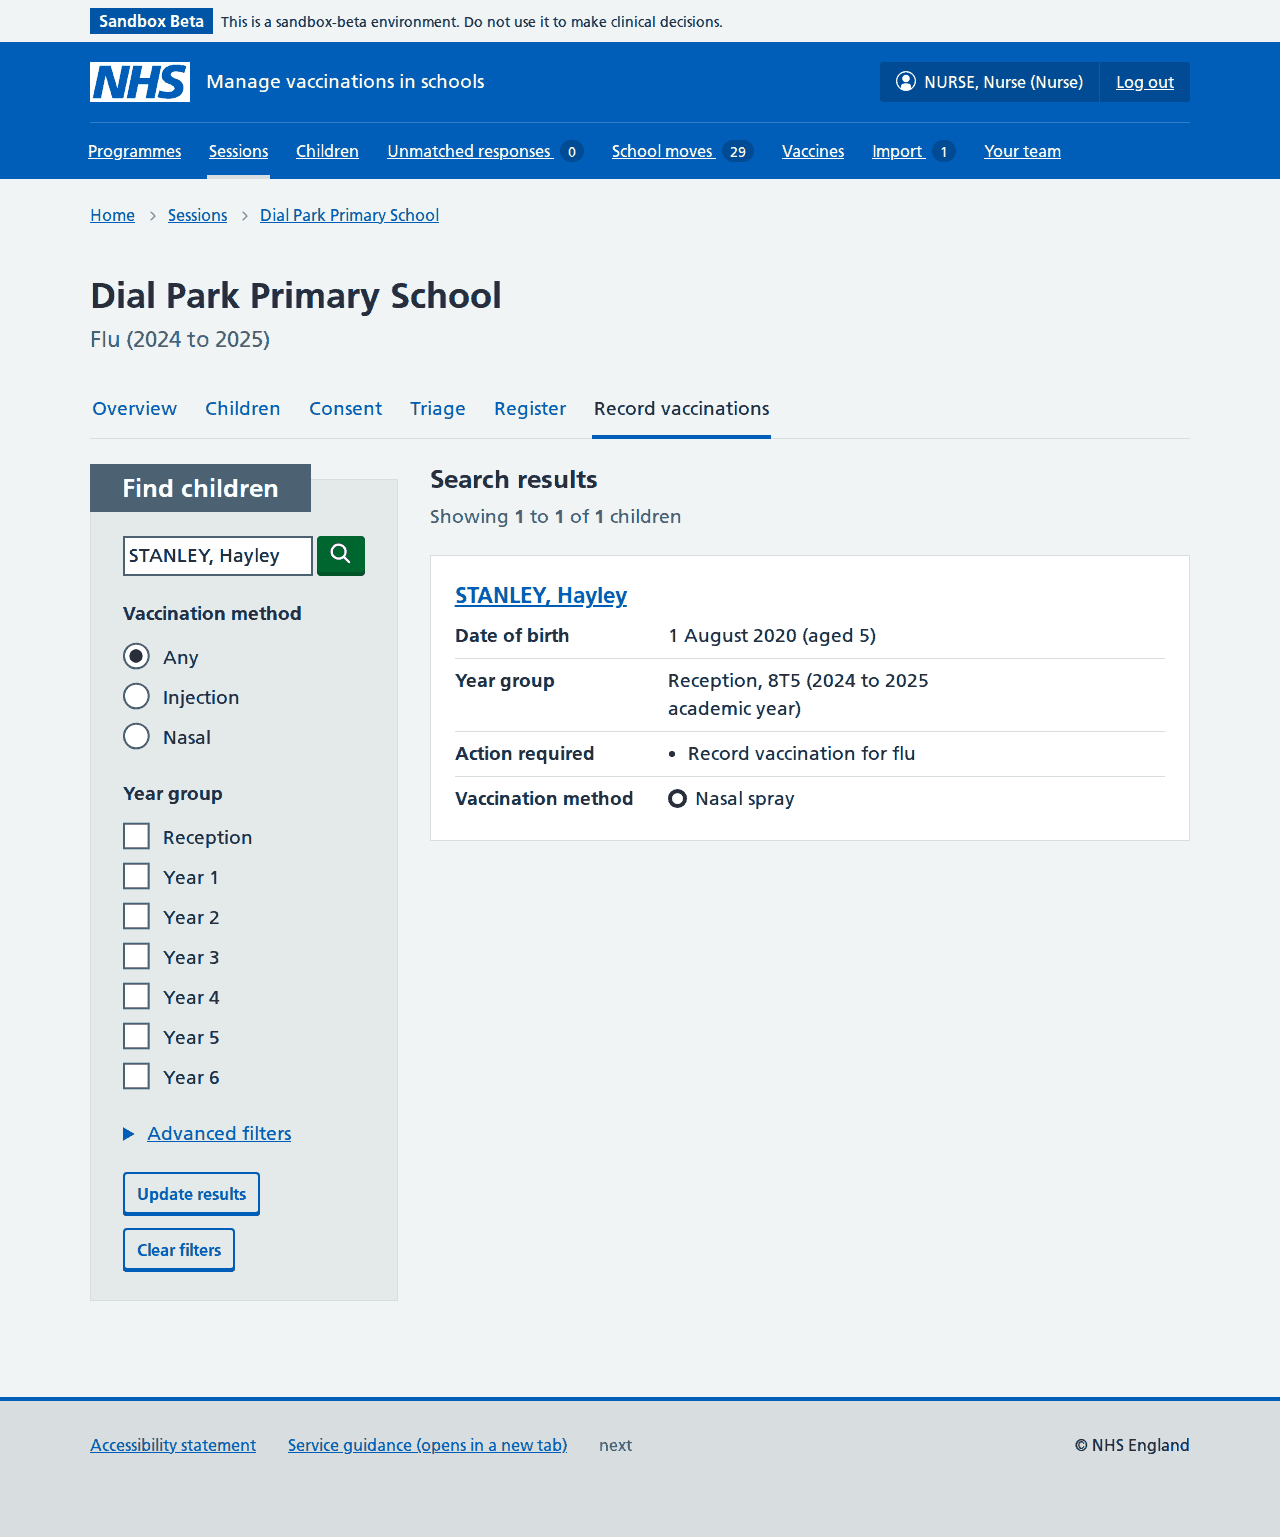 Sandbox Beta This is a sandbox-beta environment. Do not use it to make clinical decisions.
NHS Manage vaccinations in schools NURSE, Nurse (Nurse) Log out
Programmes Sessions Children Unmatched responses 0 School moves 29 Vaccines Import 1 Your team
Home Sessions Dial Park Primary School
Dial Park Primary School
Flu (2024 to 2025)
Overview Children Consent Triage Register Record vaccinations
Find children
STANLEY, Hayley
Vaccination method
Any
Injection
Nasal
Year group
Reception
Year 1
Year 2
Year 3
Year 4
Year 5
Year 6
Advanced filters
Update results
Clear filters
Search results
Showing 1 to 1 of 1 children
STANLEY, Hayley
Date of birth 1 August 2020 (aged 5)
Year group Reception, 8T5 (2024 to 2025
academic year)
Action required • Record vaccination for flu
Vaccination method Nasal spray
Accessibility statement Service guidance (opens in a new tab) next © NHS England